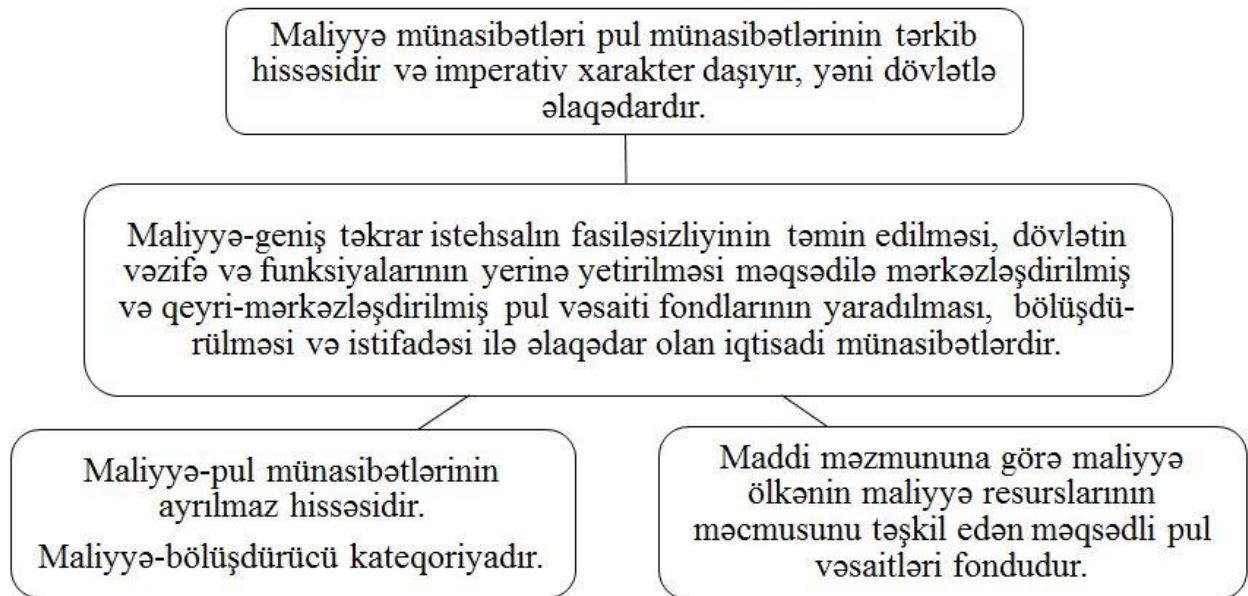 Maliyyə münasibətləri pul münasibətlərinin tərkib
hissəsidir və imperativ xarakter daşıyır, yəni dövlətlə
əlaqədardır.
Maliyyə-geniş təkrar istehsalın fasiləsizliyinin təmin edilməsi, dövlətin
vəzifə və funksiyalarının yerinə yetirilməsi məqsədilə mərkəzləşdirilmiş
və qeyri-mərkəzləşdirilmiş pul vəsaiti fondlarının yaradılması, bölüşdü-
rülməsi və istifadəsi ilə əlaqədar olan iqtisadi münasibətlərdir.
Maliyyə-pul münasibətlərinin
ayrılmaz hissəsidir.
Maliyyə-bölüşdürücü kateqoriyadır.
Maddi məzmununa görə maliyyə
ölkənin maliyyə resurslarının
məcmusunu təşkil edən məqsədli pul
vəsaitləri fondudur.